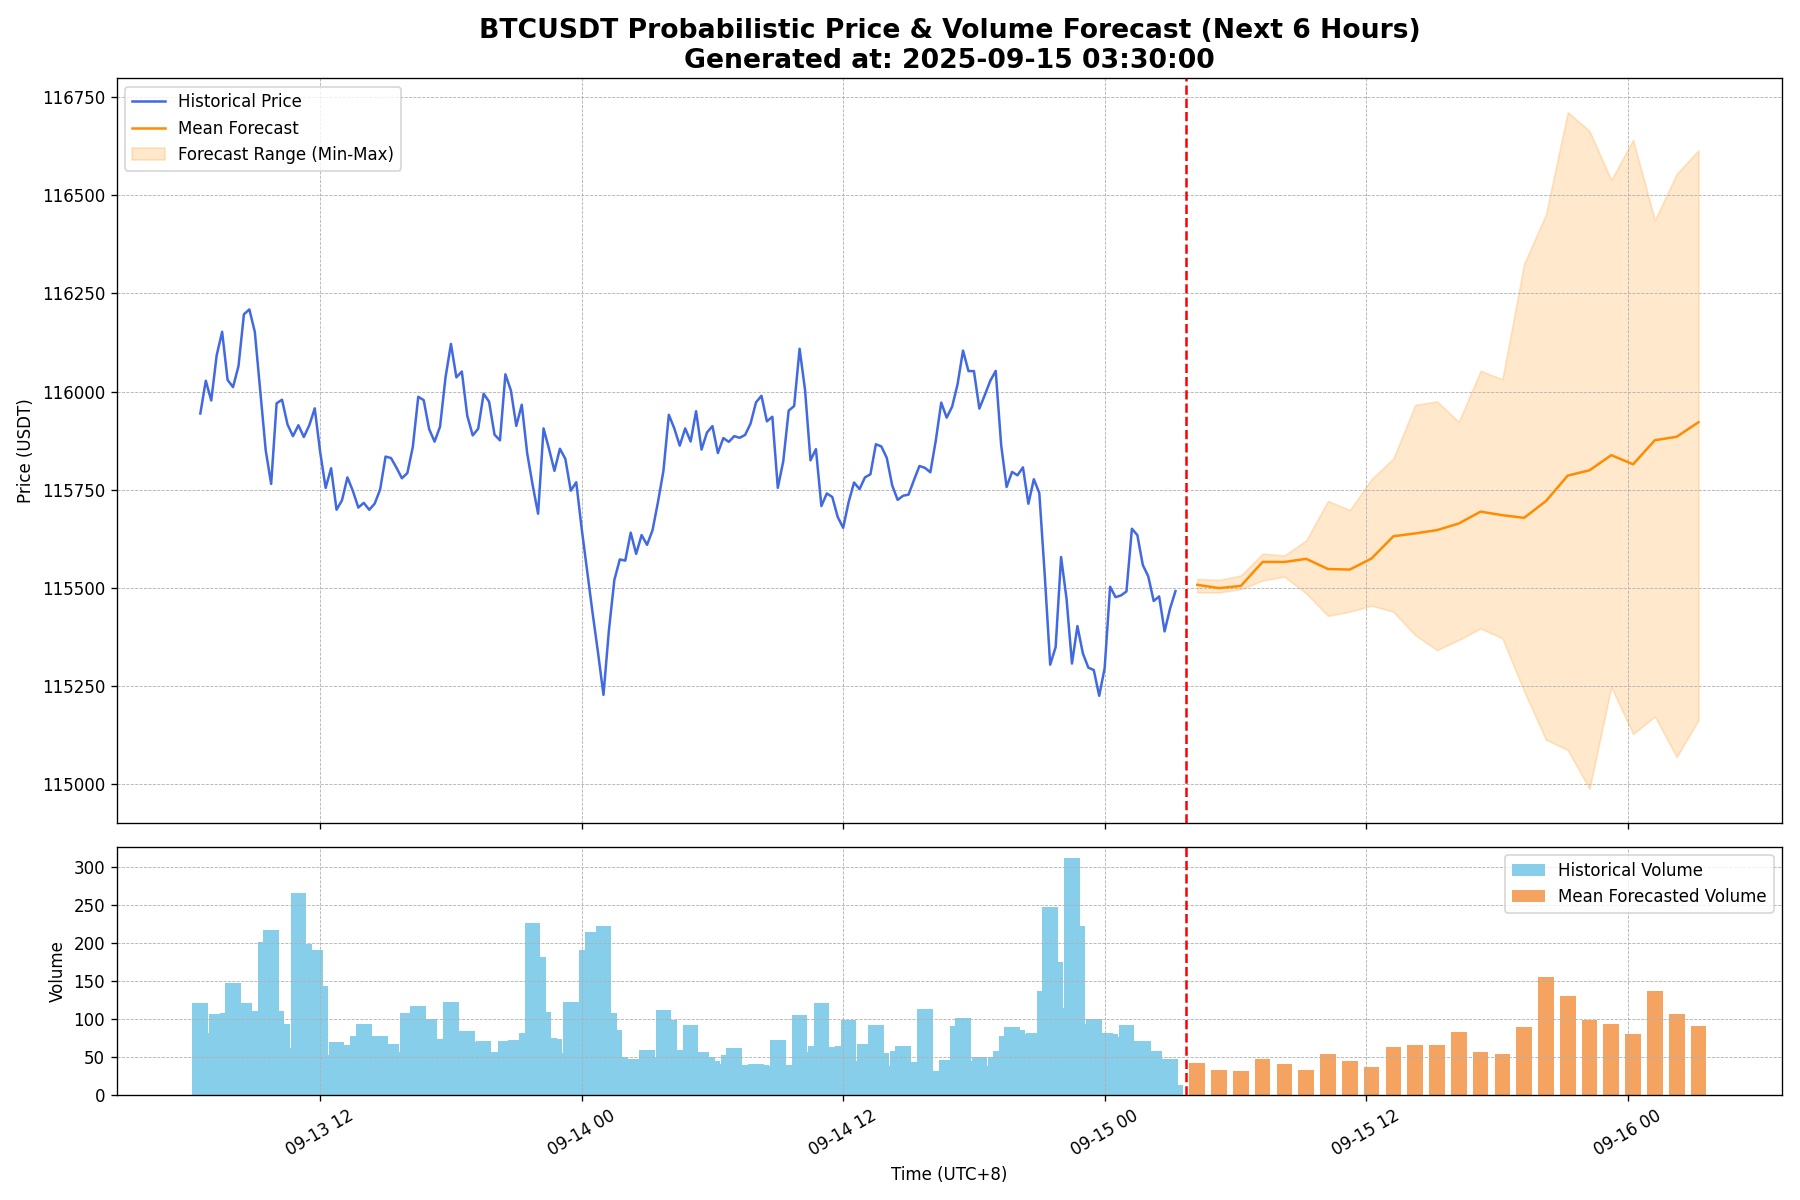 BTCUSDT Probabilistic Price & Volume Forecast (Next 6 Hours)
Generated at: 2025-09-15 03:30:00
Historical Price
Mean Forecast
Forecast Range (Min-Max)
116750
116500
116250
116000
115750
115500
115250
115000
Price (USDT)
Historical Volume
Mean Forecasted Volume
300
250
200
150
100
50
0
Volume
09-13 12
09-14 00
09-14 12
09-15 00
09-15 12
09-16 00
Time (UTC+8)